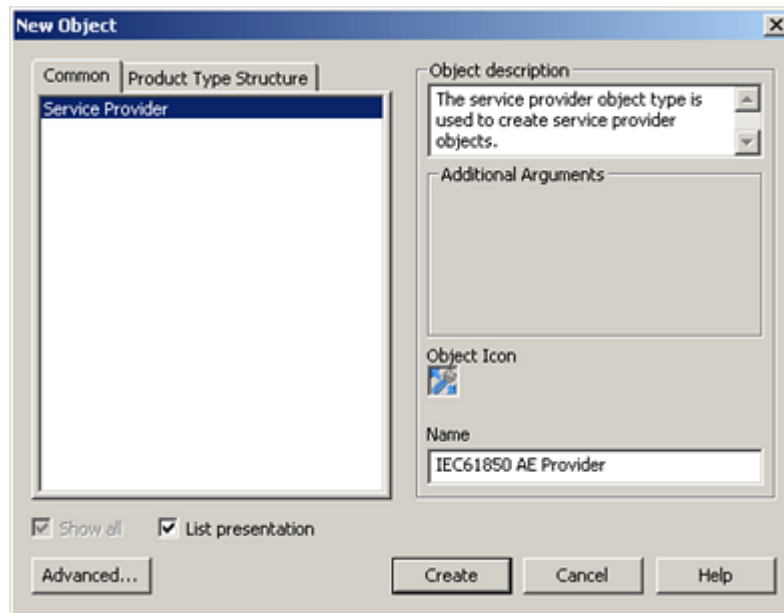 New Object
Common
Product Type Structure
Service Provider
Object description
The service provider object type is
used to create service provider
objects.
Additional Arguments
Object Icon
Name
IEC61850 AE Provider
Show all
List presentation
Advanced...
Create
Cancel
Help